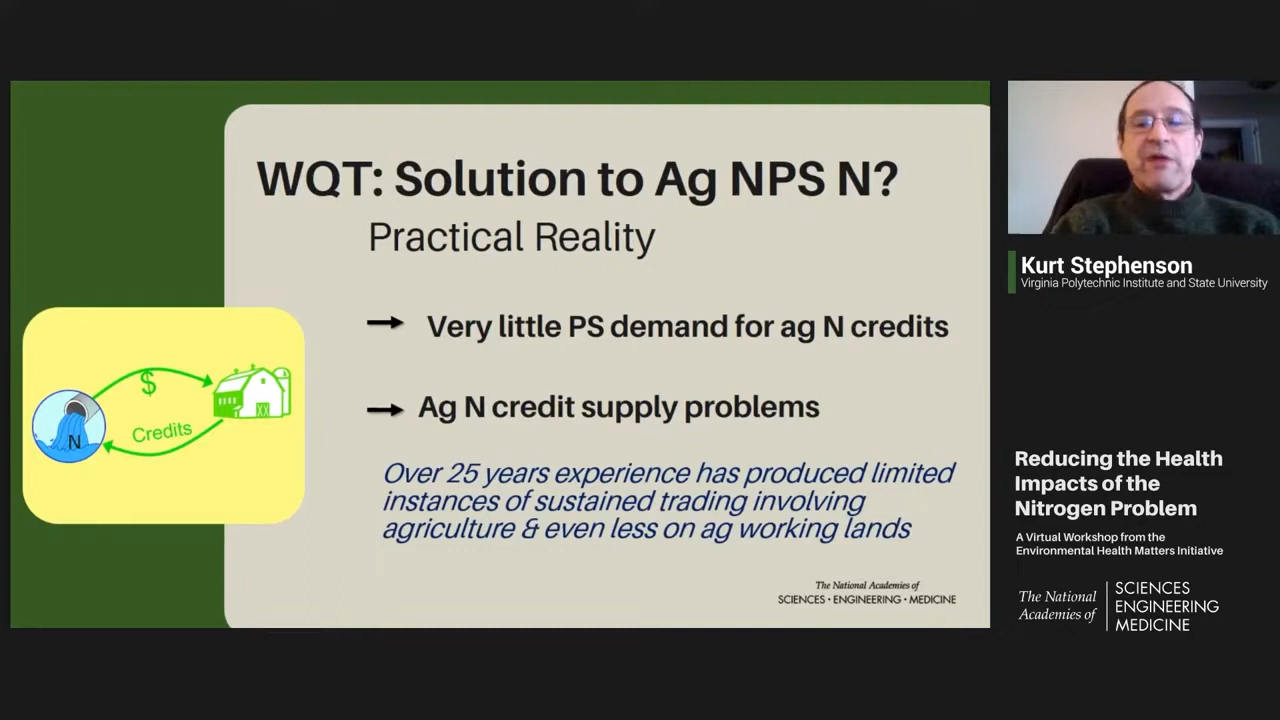 WQT: Solution to Ag NPS N?
Practical Reality
Very little PS demand for ag N credits
Ag N credit supply problems
Over 25 years experience has produced limited
instances of sustained trading involving
agriculture & even less on ag working lands
$
N
Credits
The National Academies of
SCIENCES • ENGINEERING • MEDICINE
Kurt Stephenson
Virginia Polytechnic Institute and State University
Reducing the Health
Impacts of the
Nitrogen Problem
A Virtual Workshop from the
Environmental Health Matters Initiative
The National
Academies of
SCIENCES
ENGINEERING
MEDICINE